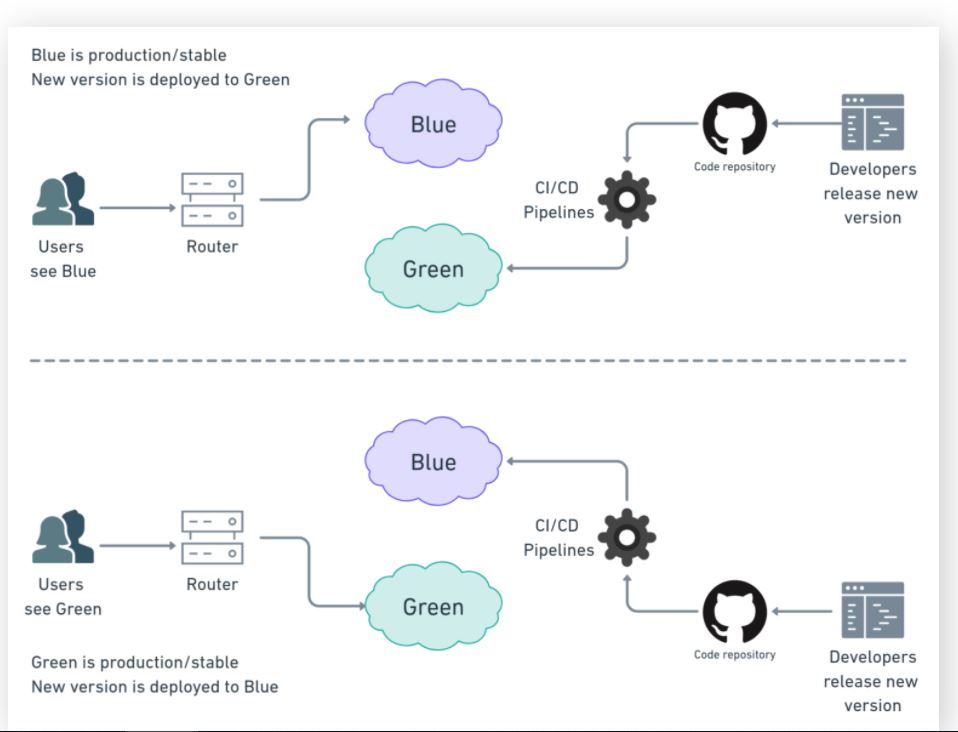 Blue is production/stable
New version is deployed to Green
Blue
Code repository
Developers
release new
version
CI/CD
Pipelines
Users
see Blue
Router
Green
Blue
CI/CD
Pipelines
Users
see Green
Router
Green
Code repository
Developers
release new
version
Green is production/stable
New version is deployed to Blue